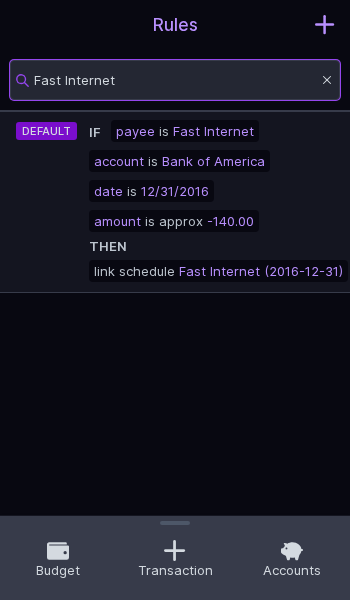 Rules
Fast Internet
DEFAULT IF payee is Fast Internet
account is Bank of America
date is 12/31/2016
amount is approx -140.00
THEN
link schedule Fast Internet (2016-12-31)
Budget Transaction Accounts